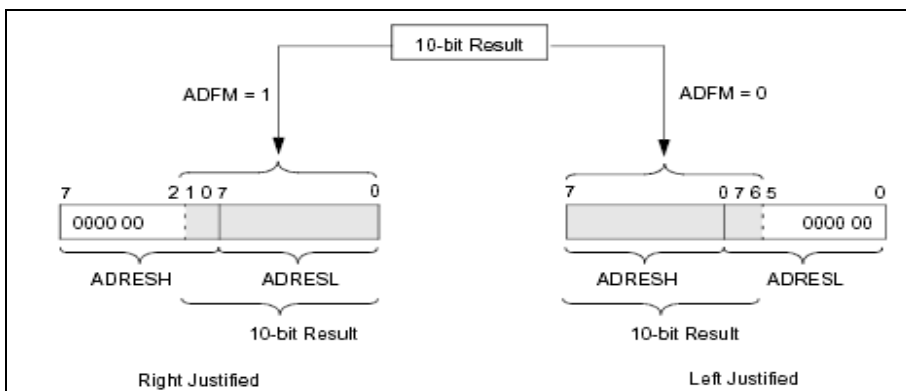 10-bit Result
ADFM = 1
ADFM = 0
7 2 1 0 7 0
7 0 7 6 5 0
0000 00
0000 00
ADRESH ADRESL
ADRESH ADRESL
10-bit Result
10-bit Result
Right Justified
Left Justified